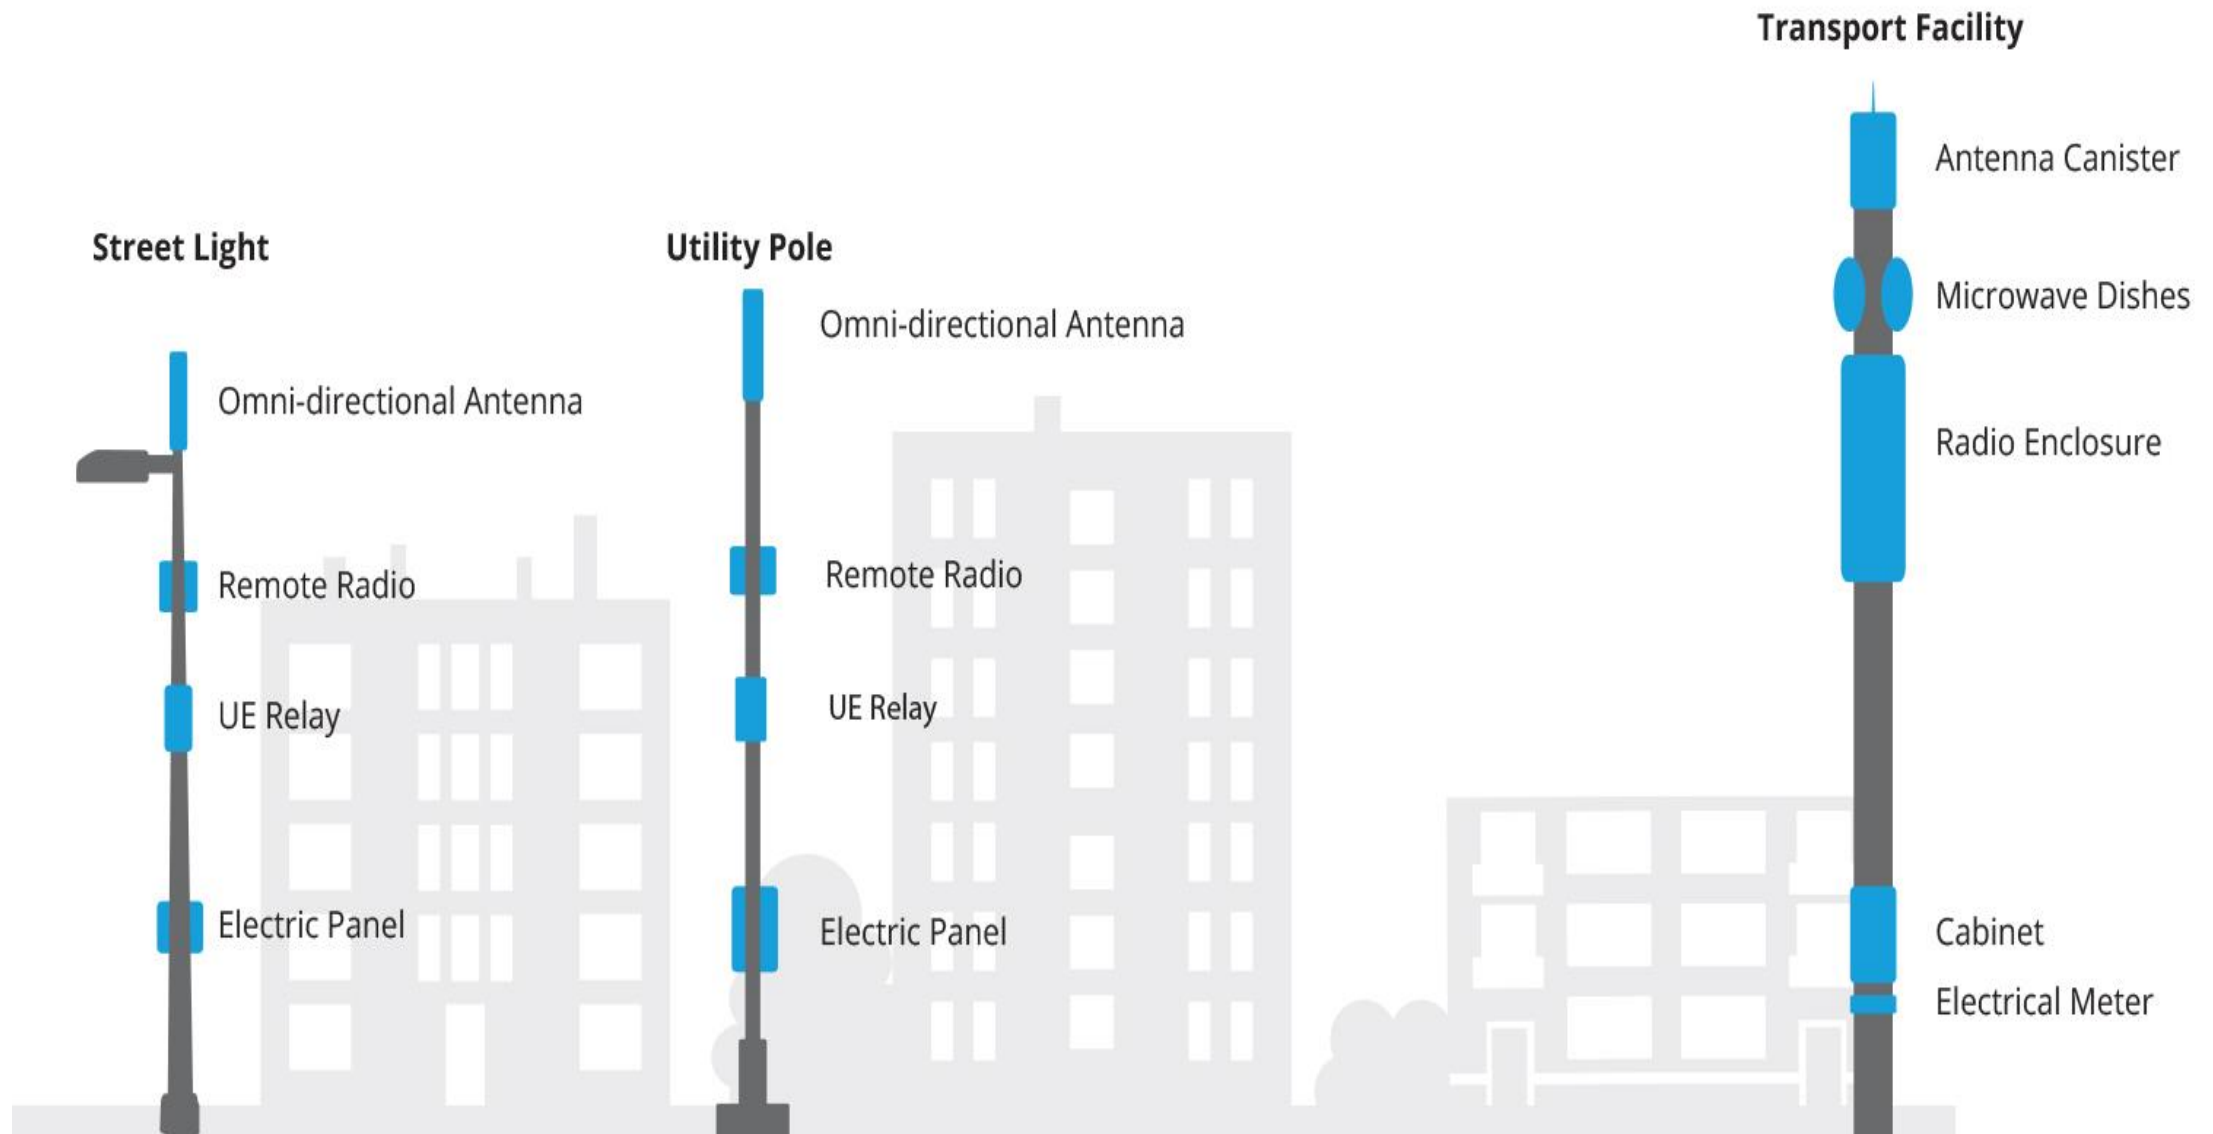 Transport Facility
Antenna Canister
Microwave Dishes
Radio Enclosure
Cabinet
Electrical Meter
Street Light
Omni-directional Antenna
Remote Radio
UE Relay
Electric Panel
Utility Pole
Omni-directional Antenna
Remote Radio
UE Relay
Electric Panel